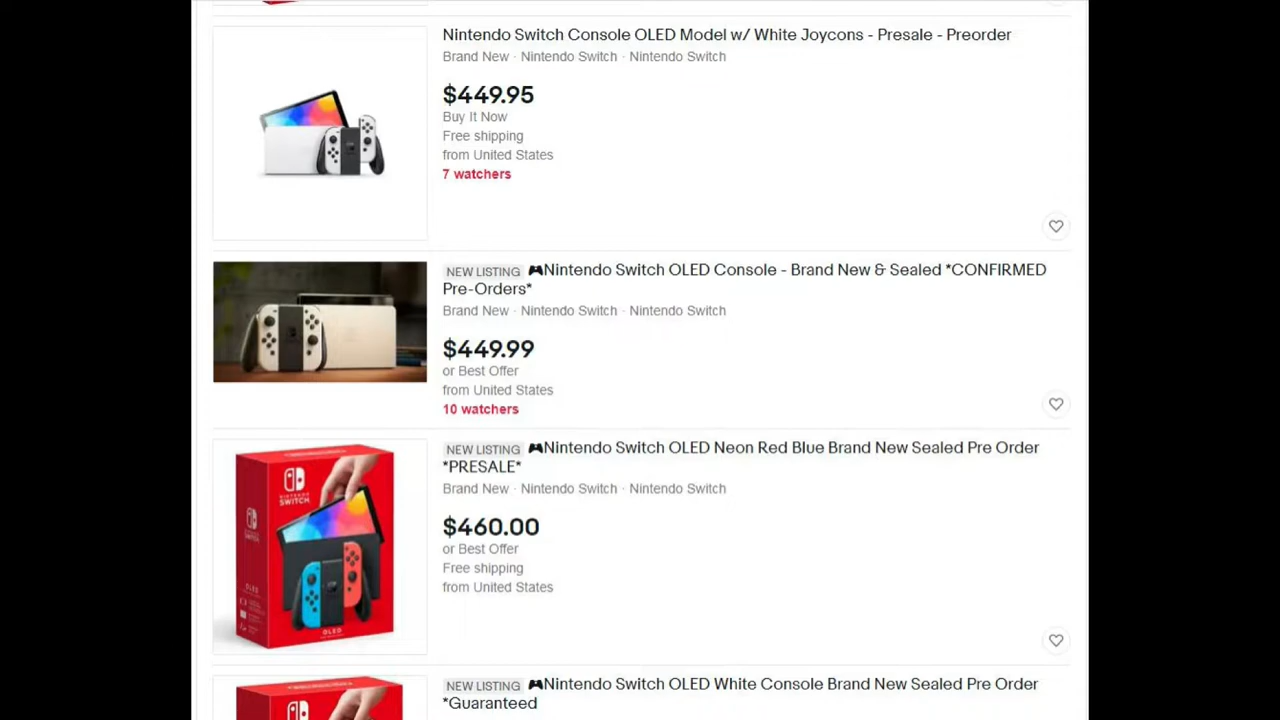 Nintendo Switch Console OLED Model w/ White Joycons - Presale - Preorder
Brand New · Nintendo Switch · Nintendo Switch
$449.95
Buy It Now
Free shipping
from United States
7 watchers
NEW LISTING 🎮Nintendo Switch OLED Console - Brand New & Sealed *CONFIRMED
Pre-Orders*
Brand New · Nintendo Switch · Nintendo Switch
$449.99
or Best Offer
from United States
10 watchers
NINTENDO
SWITCH
OLED
OLED
NEW LISTING 🎮Nintendo Switch OLED Neon Red Blue Brand New Sealed Pre Order
*PRESALE*
Brand New · Nintendo Switch · Nintendo Switch
$460.00
or Best Offer
Free shipping
from United States
NEW LISTING 🎮Nintendo Switch OLED White Console Brand New Sealed Pre Order
*Guaranteed